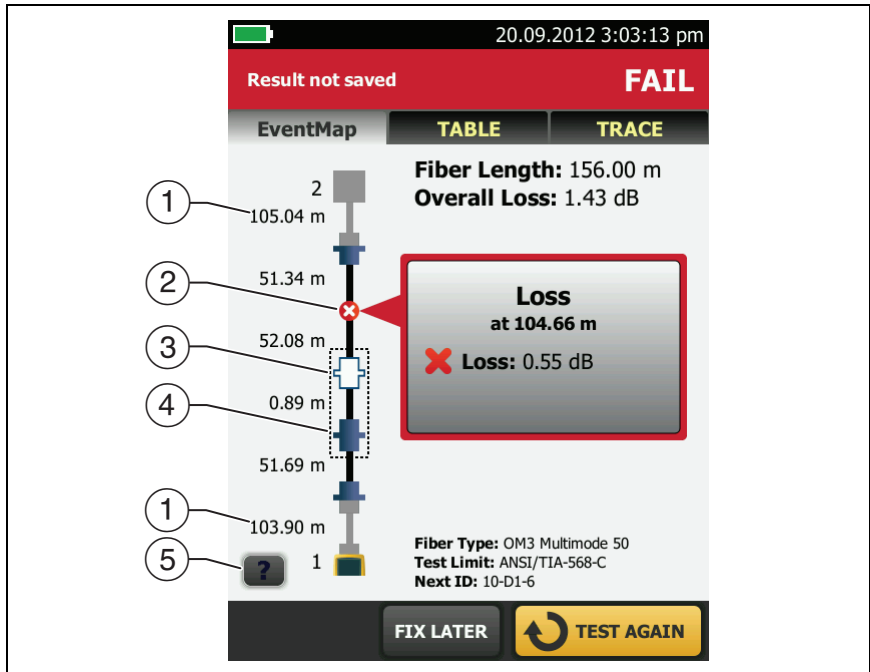 20.09.2012 3:03:13 pm
Result not saved
FAIL
EventMap
TABLE
TRACE
Fiber Length: 156.00 m
Overall Loss: 1.43 dB
2
1
105.04 m
51.34 m
2
Loss
at 104.66 m
Loss: 0.55 dB
52.08 m
3
0.89 m
4
51.69 m
1
103.90 m
5
?
1
Fiber Type: OM3 Multimode 50
Test Limit: ANSI/TIA-568-C
Next ID: 10-D1-6
FIX LATER
TEST AGAIN